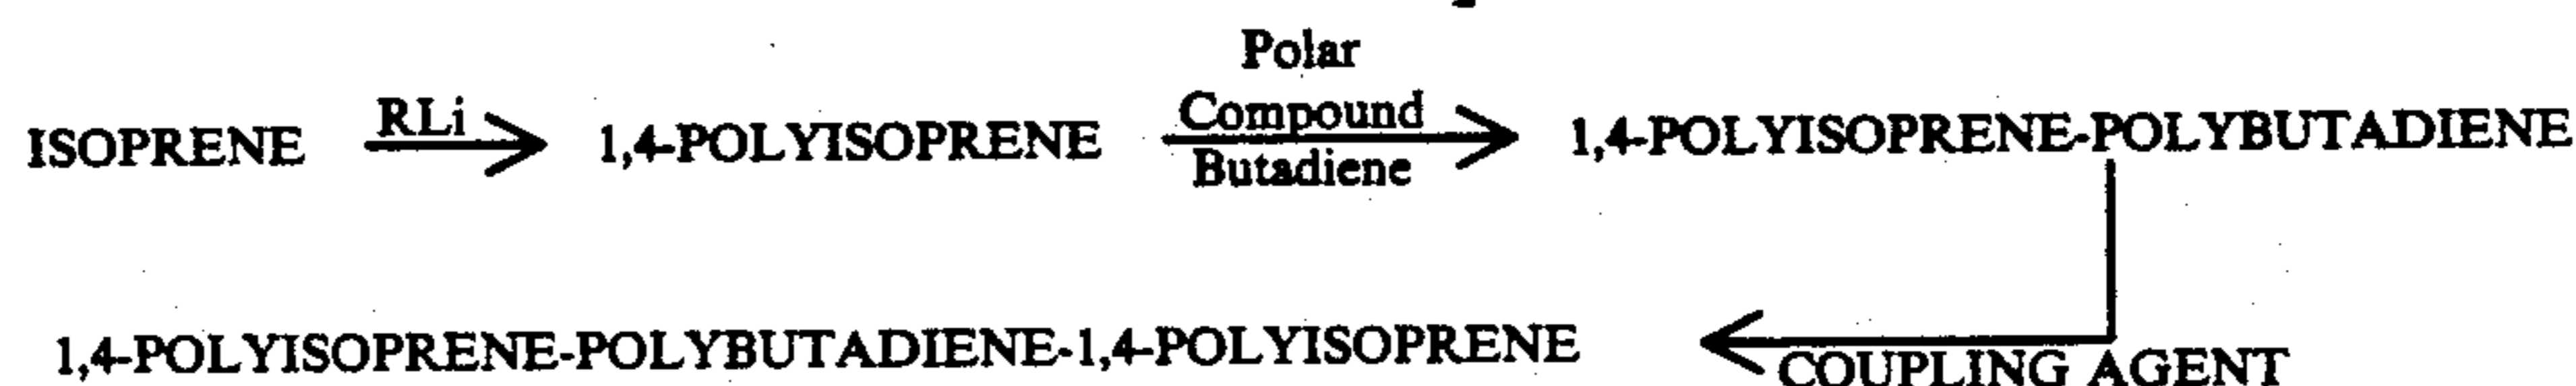 Polar
ISOPRENE RLi 1,4-POLYISOPRENE Compound 1,4-POLYISOPRENE-POLYBUTADIENE
Butadiene
1,4-POLYISOPRENE-POLYBUTADIENE-1,4-POLYISOPRENE COUPLING AGENT